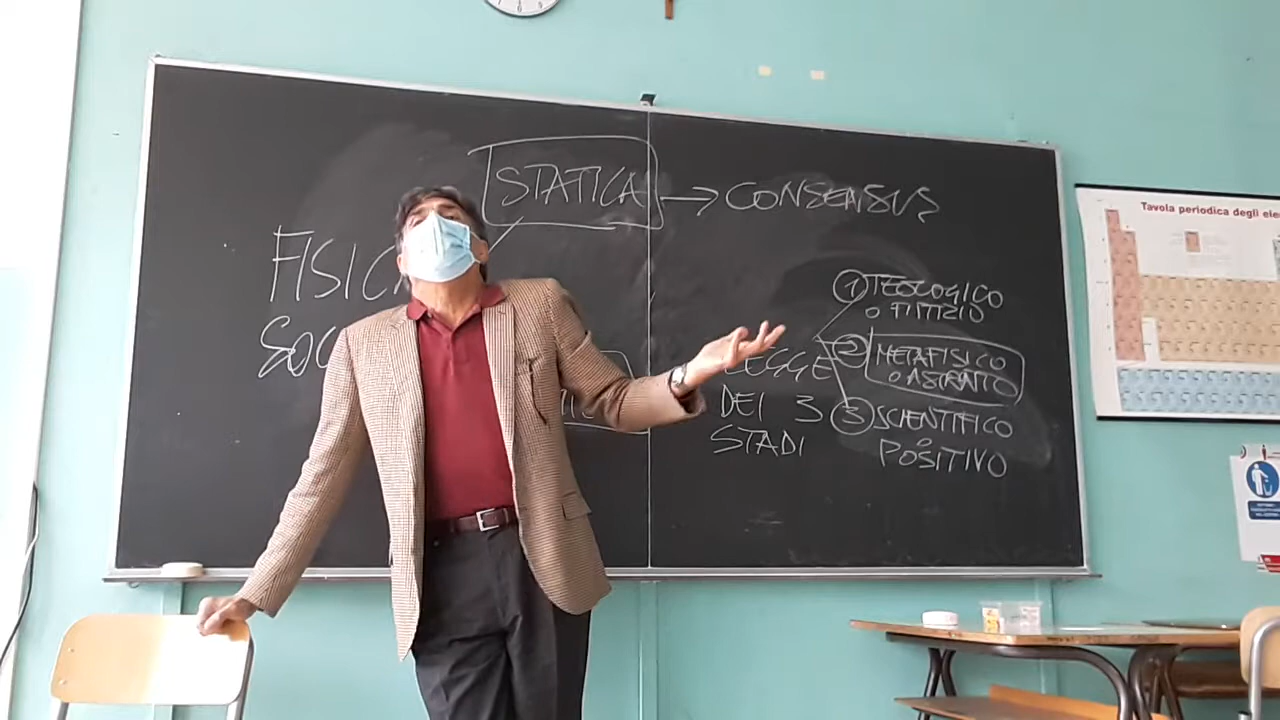 STATICA → CONSENSUS
FISICA
SOC
LEGGE
DEI 3
STADI
1 TEOLOGICO
o FITTIZIO
2 METAFISICO
o ASTRATTO
3 SCIENTIFICO
o
POSITIVO
Tavola periodica degli ele